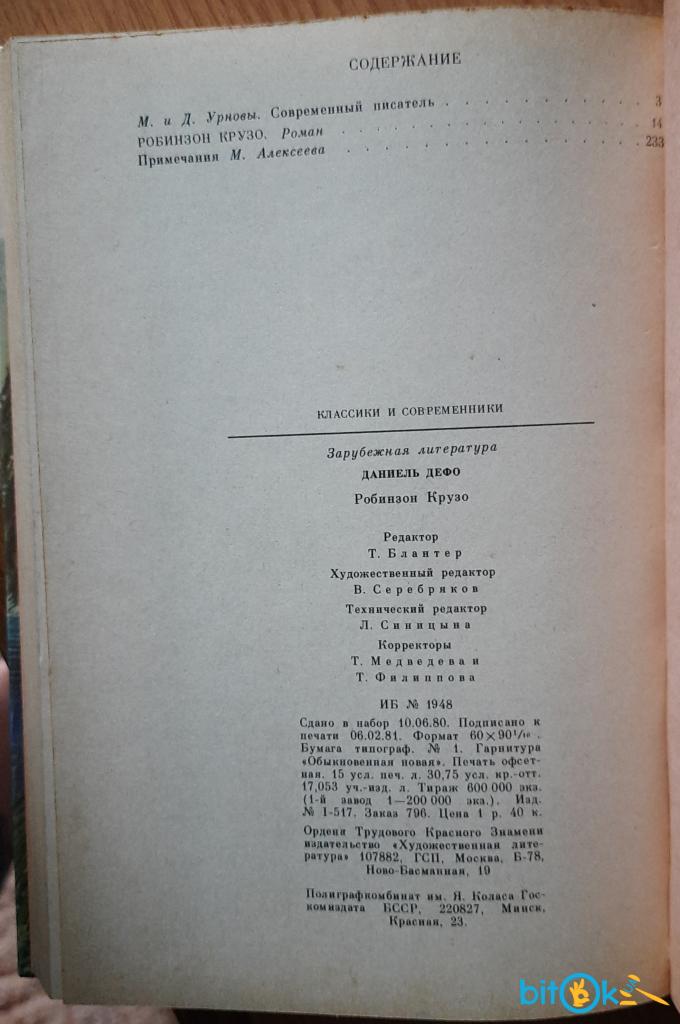 СОДЕРЖАНИЕ
М. и Д. Урновы. Современный писатель . . . . . . . . . . . 3
РОБИНЗОН КРУЗО. Роман . . . . . . . . . . . . . . . 14
Примечания М. Алексеева . . . . . . . . . . . . . . . 233
КЛАССИКИ И СОВРЕМЕННИКИ
Зарубежная литература
ДАНИЕЛЬ ДЕФО
Робинзон Крузо
Редактор
Т. Блантер
Художественный редактор
В. Серебряков
Технический редактор
Л. Синицына
Корректоры
Т. Медведева и
Т. Филиппова
ИБ № 1948
Сдано в набор 10.06.80. Подписано к
печати 06.02.81. Формат 60×90 1/16.
Бумага типограф. № 1. Гарнитура
«Обыкновенная новая». Печать офсет-
ная. 15 усл. печ. л. 30,75 усл. кр.-отт.
17,053 уч.-изд. л. Тираж 600 000 экз.
(1-й завод 1—200 000 экз.). Изд.
№ I-517. Заказ 796. Цена 1 р. 40 к.
Ордена Трудового Красного Знамени
издательство «Художественная лите-
ратура» 107882, ГСП, Москва, Б-78,
Ново-Басманная, 19
Полиграфкомбинат им. Я. Коласа Гос-
комиздата БССР, 220827, Минск,
Красная, 23.
bitok